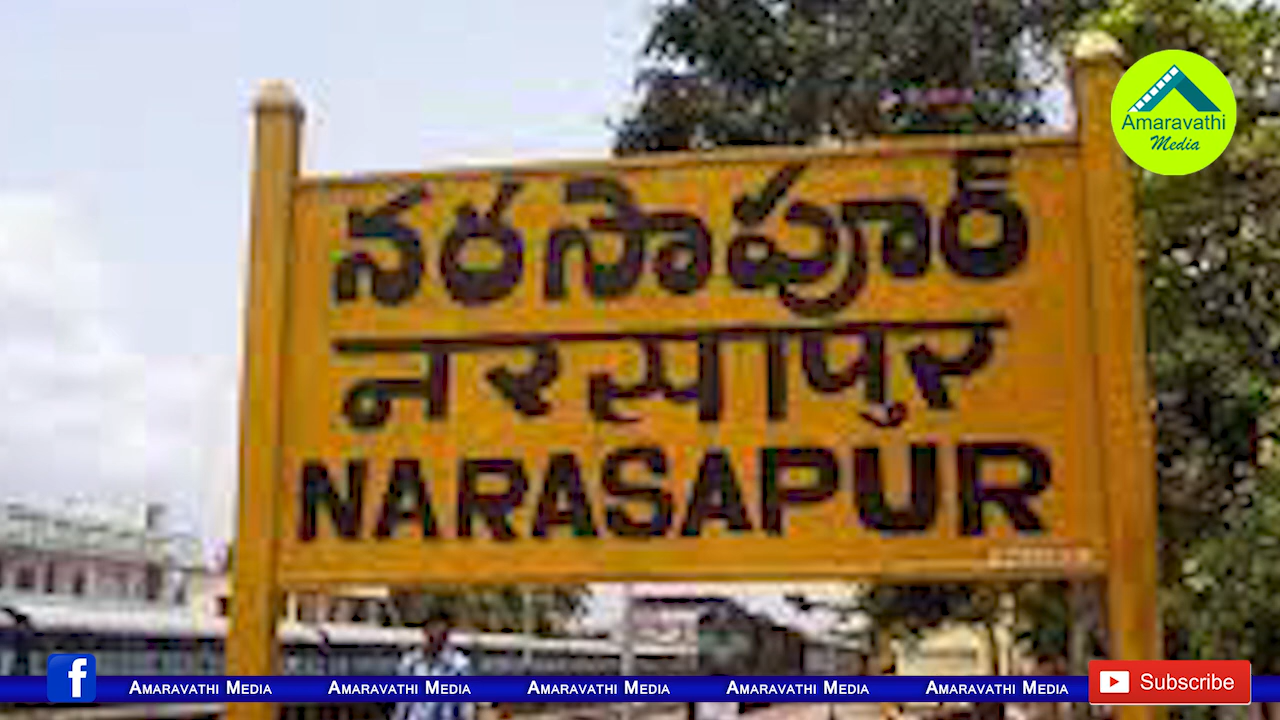 Amaravathi
Media
నరసాపూర్
नरसापुर
NARASAPUR
f AMARAVATHI MEDIA AMARAVATHI MEDIA AMARAVATHI MEDIA AMARAVATHI MEDIA AMARAVATHI MEDIA Subscribe